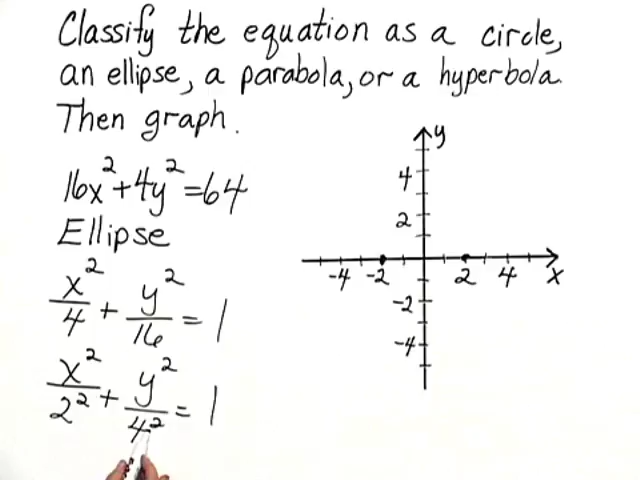 Classify the equation as a circle,
an ellipse, a parabola, or a hyperbola.
Then graph.
16x²+4y²=64
Ellipse
x²/4 + y²/16 = 1
x²/2² + y²/4² = 1
y
4
2
-4 -2 2 4 x
-2
-4